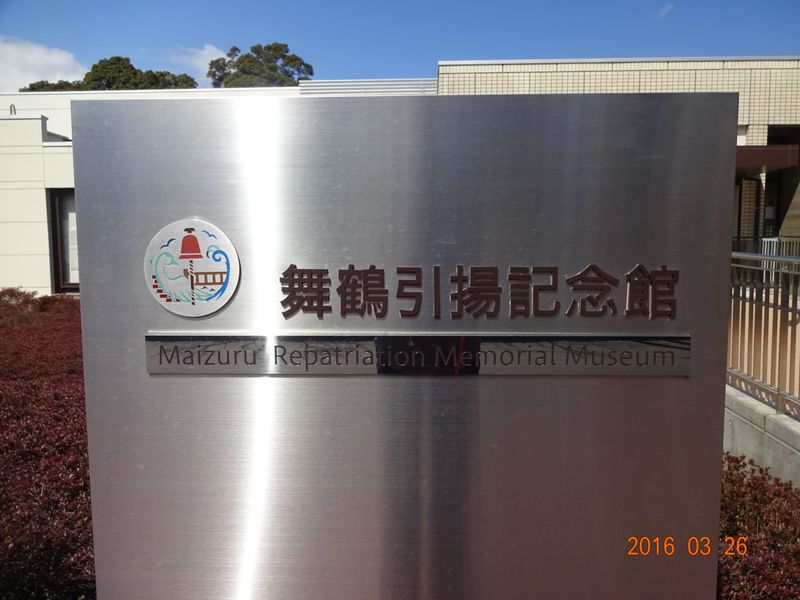 舞鶴引揚記念館
Maizuru Repatriation Memorial Museum
2016 03 26